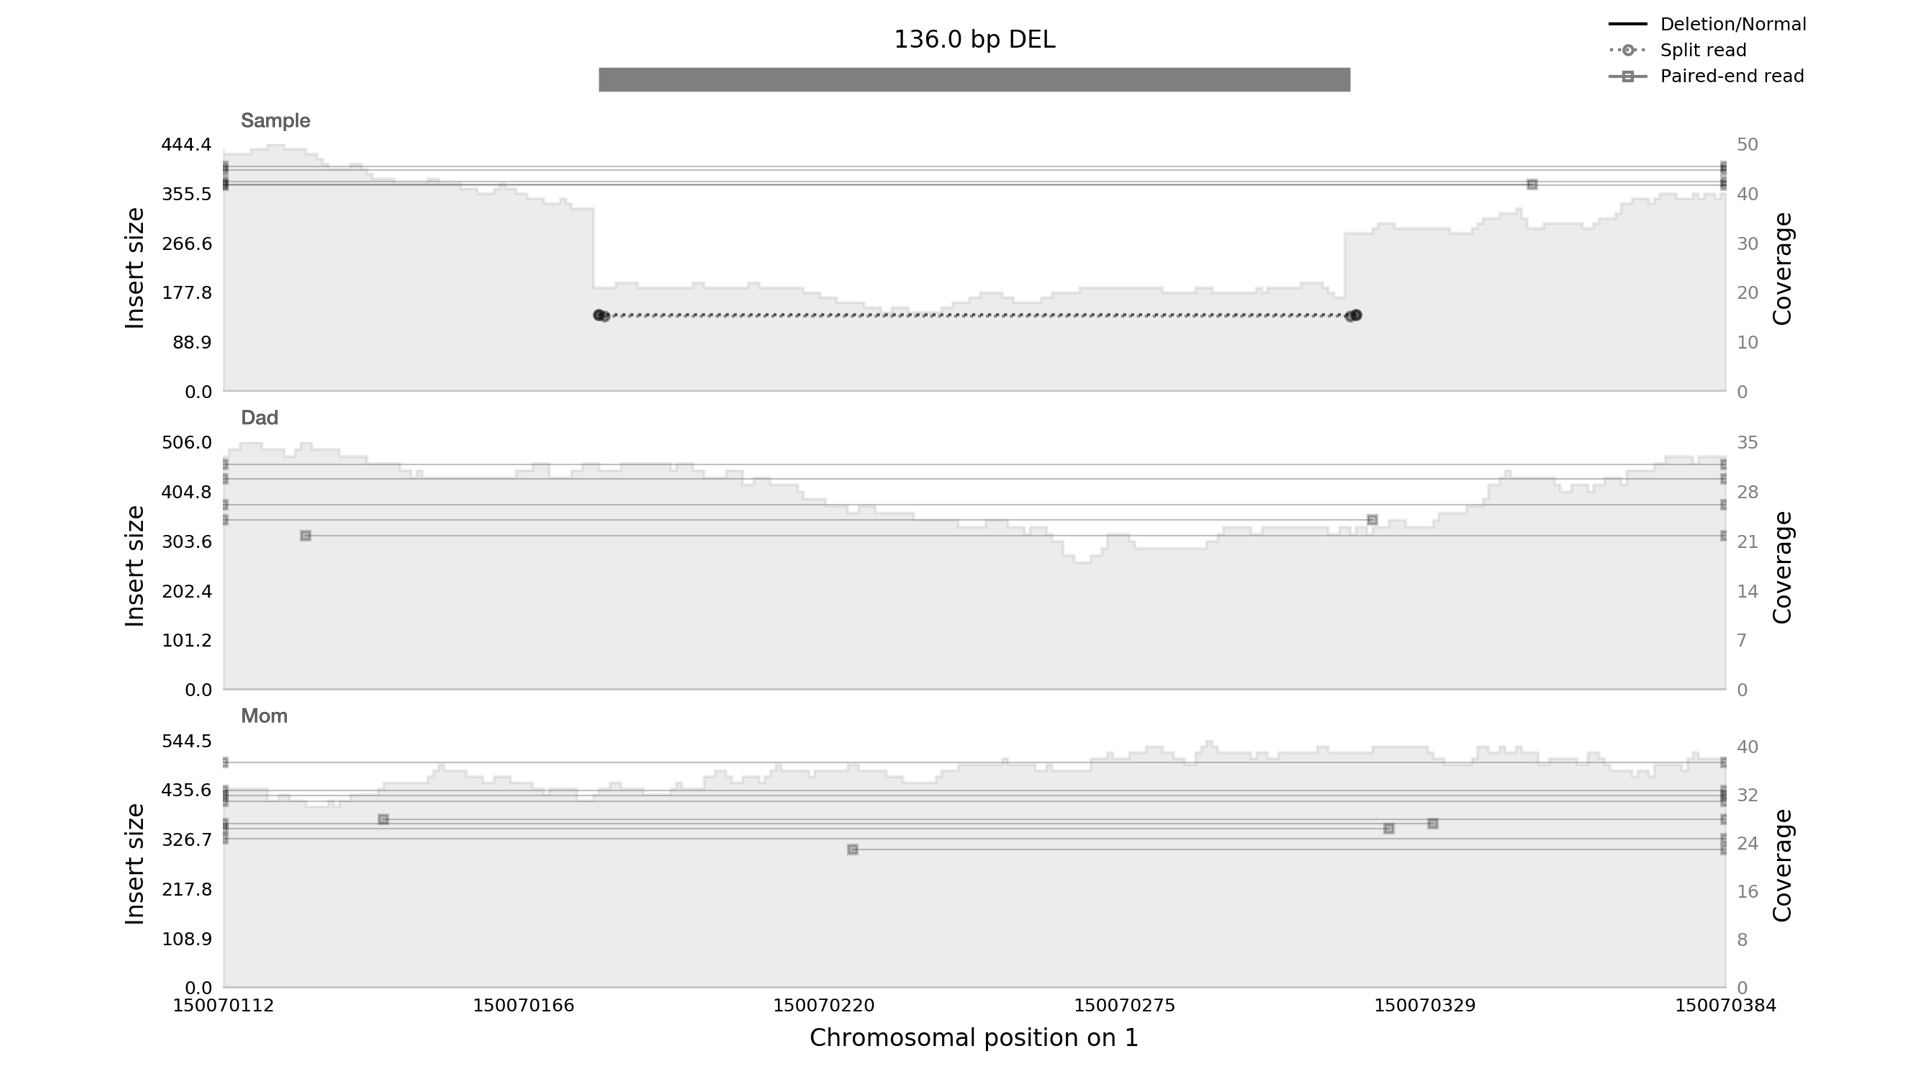 136.0 bp DEL
Deletion/Normal
Split read
Paired-end read
Sample
444.4
355.5
266.6
177.8
88.9
0.0
Insert size
50
40
30
20
10
0
Coverage
Dad
506.0
404.8
303.6
202.4
101.2
0.0
Insert size
35
28
21
14
7
0
Coverage
Mom
544.5
435.6
326.7
217.8
108.9
0.0
Insert size
40
32
24
16
8
0
Coverage
150070112 150070166 150070220 150070275 150070329 150070384
Chromosomal position on 1